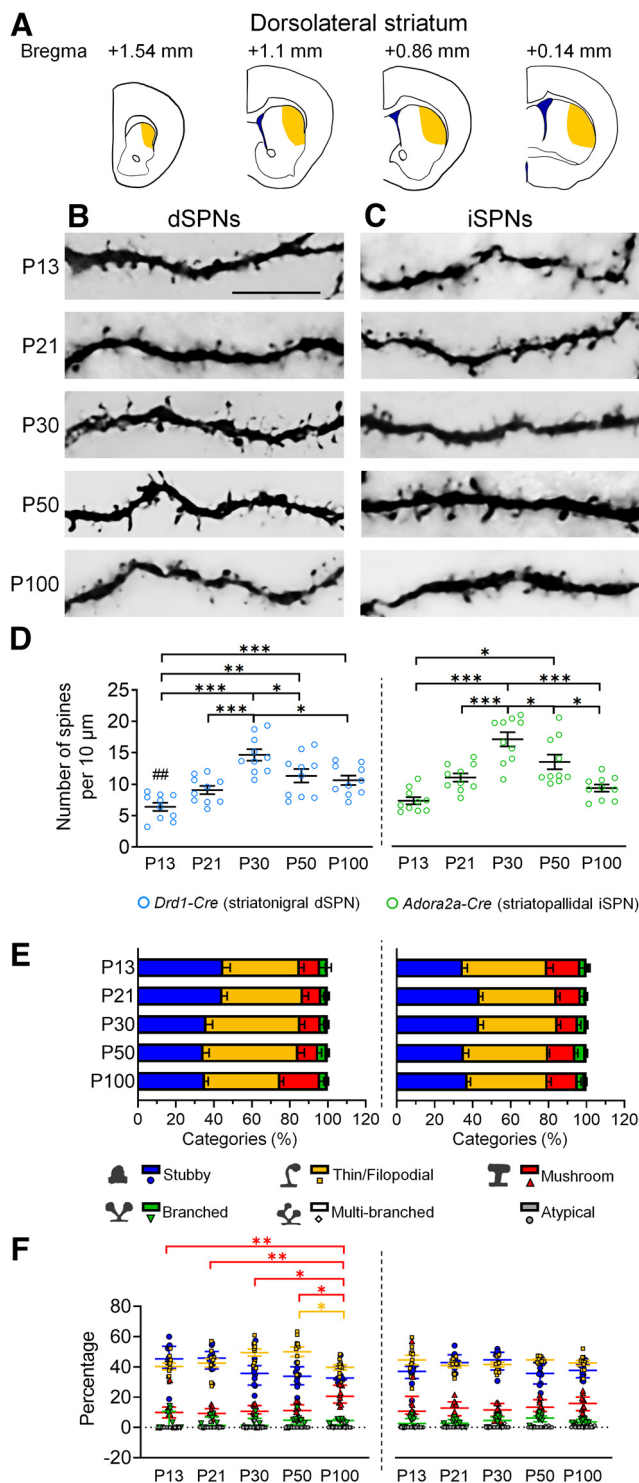 A
Dorsolateral striatum
Bregma +1.54 mm +1.1 mm +0.86 mm +0.14 mm
B dSPNs C iSPNs
P13
P21
P30
P50
P100
D
*** *
** *** ***
*** * *** * *
*** *
Number of spines per 10 µm
25
20
15
10
5
0
##
P13 P21 P30 P50 P100 P13 P21 P30 P50 P100
Drd1-Cre (striatonigral dSPN) Adora2a-Cre (striatopallidal iSPN)
E
P13
P21
P30
P50
P100
0 20 40 60 80 100 120 0 20 40 60 80 100 120
Categories (%) Categories (%)
Stubby Thin/Filopodial Mushroom
Branched Multi-branched Atypical
F
**
**
*
*
*
Percentage
80
60
40
20
0
-20
P13 P21 P30 P50 P100 P13 P21 P30 P50 P100